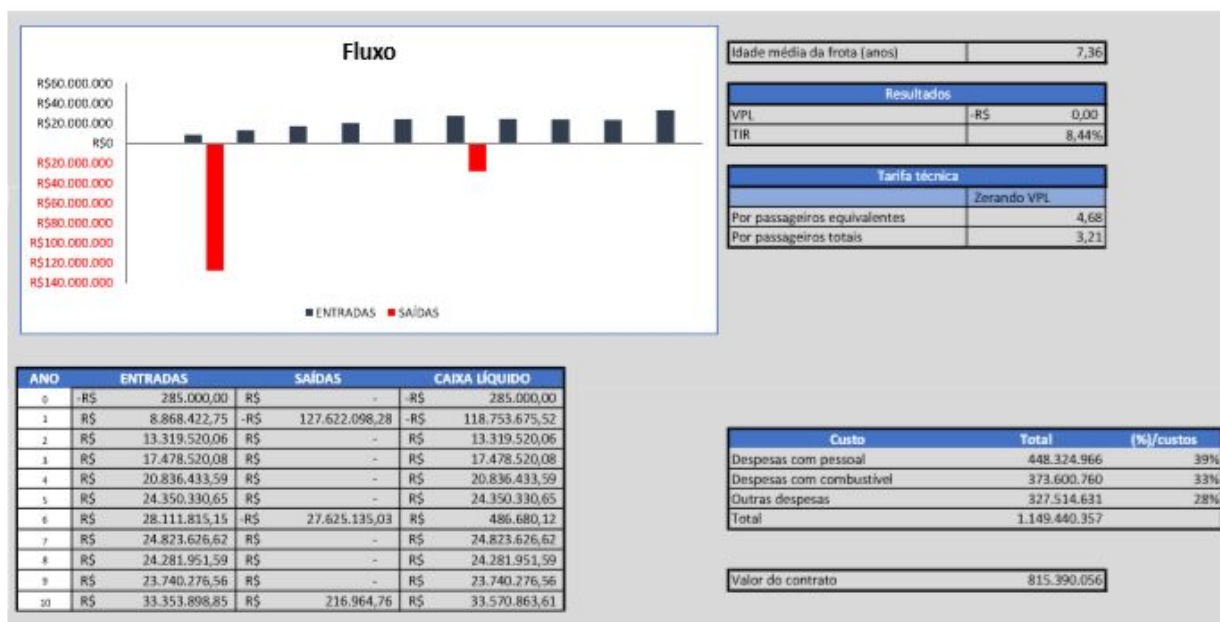 Fluxo
R$60.000.000
R$40.000.000
R$20.000.000
R$0
R$20.000.000
R$40.000.000
R$60.000.000
R$80.000.000
R$100.000.000
R$120.000.000
R$140.000.000
ENTRADAS SAÍDAS
Idade média da frota (anos) 7,36
Resultados
VPL -R$ 0,00
TIR 8,44%
Tarifa técnica
Zerando VPL
Por passageiros equivalentes 4,68
Por passageiros totais 3,21
ANO ENTRADAS SAÍDAS CAIXA LÍQUIDO
0 -R$ 285.000,00 R$ - -R$ 285.000,00
1 R$ 8.868.422,75 -R$ 127.622.098,28 -R$ 118.753.675,52
2 R$ 13.319.520,06 R$ - R$ 13.319.520,06
3 R$ 17.478.520,08 R$ - R$ 17.478.520,08
4 R$ 20.836.433,59 R$ - R$ 20.836.433,59
5 R$ 24.350.330,65 R$ - R$ 24.350.330,65
6 R$ 28.111.815,15 -R$ 27.625.135,03 R$ 486.680,12
7 R$ 24.823.626,62 R$ - R$ 24.823.626,62
8 R$ 24.281.951,59 R$ - R$ 24.281.951,59
9 R$ 23.740.276,56 R$ - R$ 23.740.276,56
10 R$ 33.353.898,85 R$ 216.964,76 R$ 33.570.863,61
Custo Total (%)/custos
Despesas com pessoal 448.324.966 39%
Despesas com combustível 373.600.760 33%
Outras despesas 327.514.631 28%
Total 1.149.440.357
Valor do contrato 815.390.056